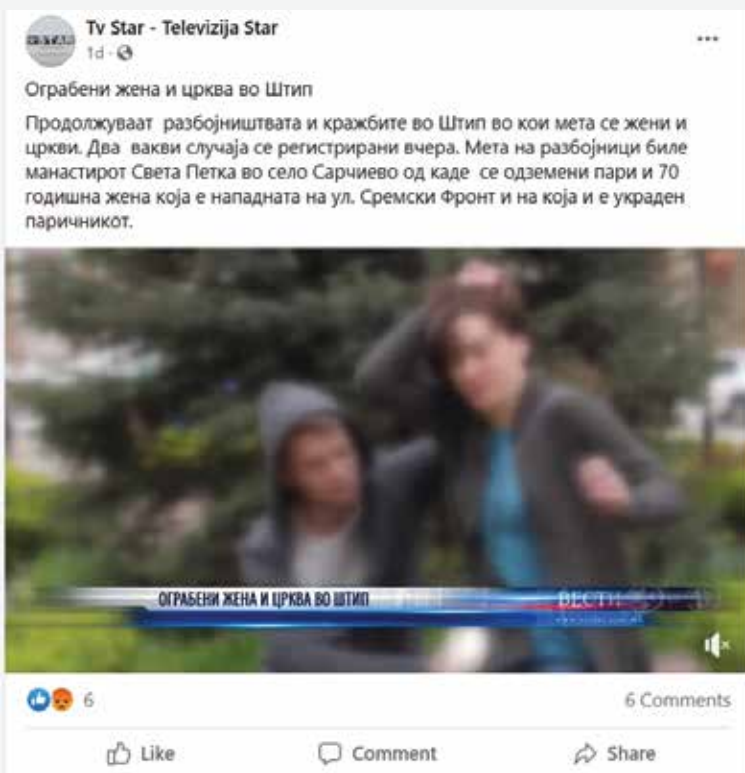 Tv Star - Televizija Star
1d
Ограбени жена и црква во Штип
Продолжуваат разбојништвата и кражбите во Штип во кои мета се жени и
цркви. Два вакви случаја се регистрирани вчера. Мета на разбојници биле
манастирот Света Петка во село Сарчиево од каде се одземени пари и 70
годишна жена која е нападната на ул. Сремски Фронт и на која и е украден
паричникот.
ОГРАБЕНИ ЖЕНА И ЦРКВА ВО ШТИП
ВЕСТИ
6
6 Comments
Like
Comment
Share